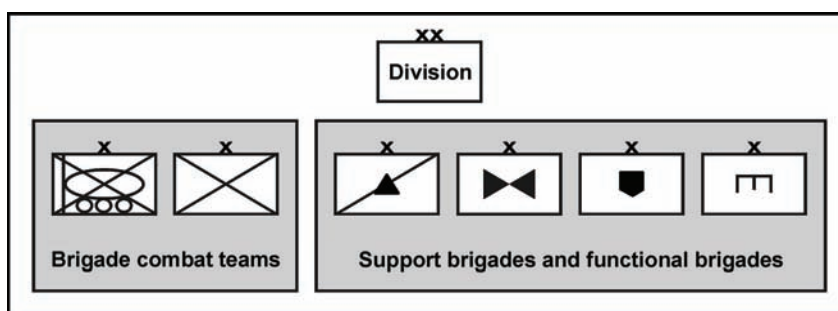 xx
Division
x x x x x x
Brigade combat teams Support brigades and functional brigades